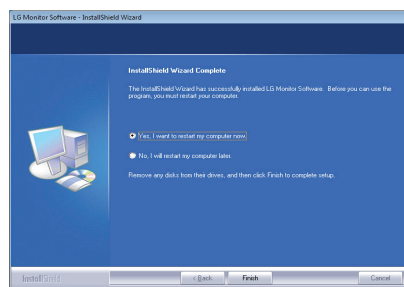 LG Monitor Software - InstallShield Wizard
InstallShield Wizard Complete
The InstallShield Wizard has successfully installed LG Monitor Software. Before you can use the
program, you must restart your computer.
Yes, I want to restart my computer now.
No, I will restart my computer later.
Remove any disks from their drives, and then click Finish to complete setup.
InstallShield
< Back
Finish
Cancel